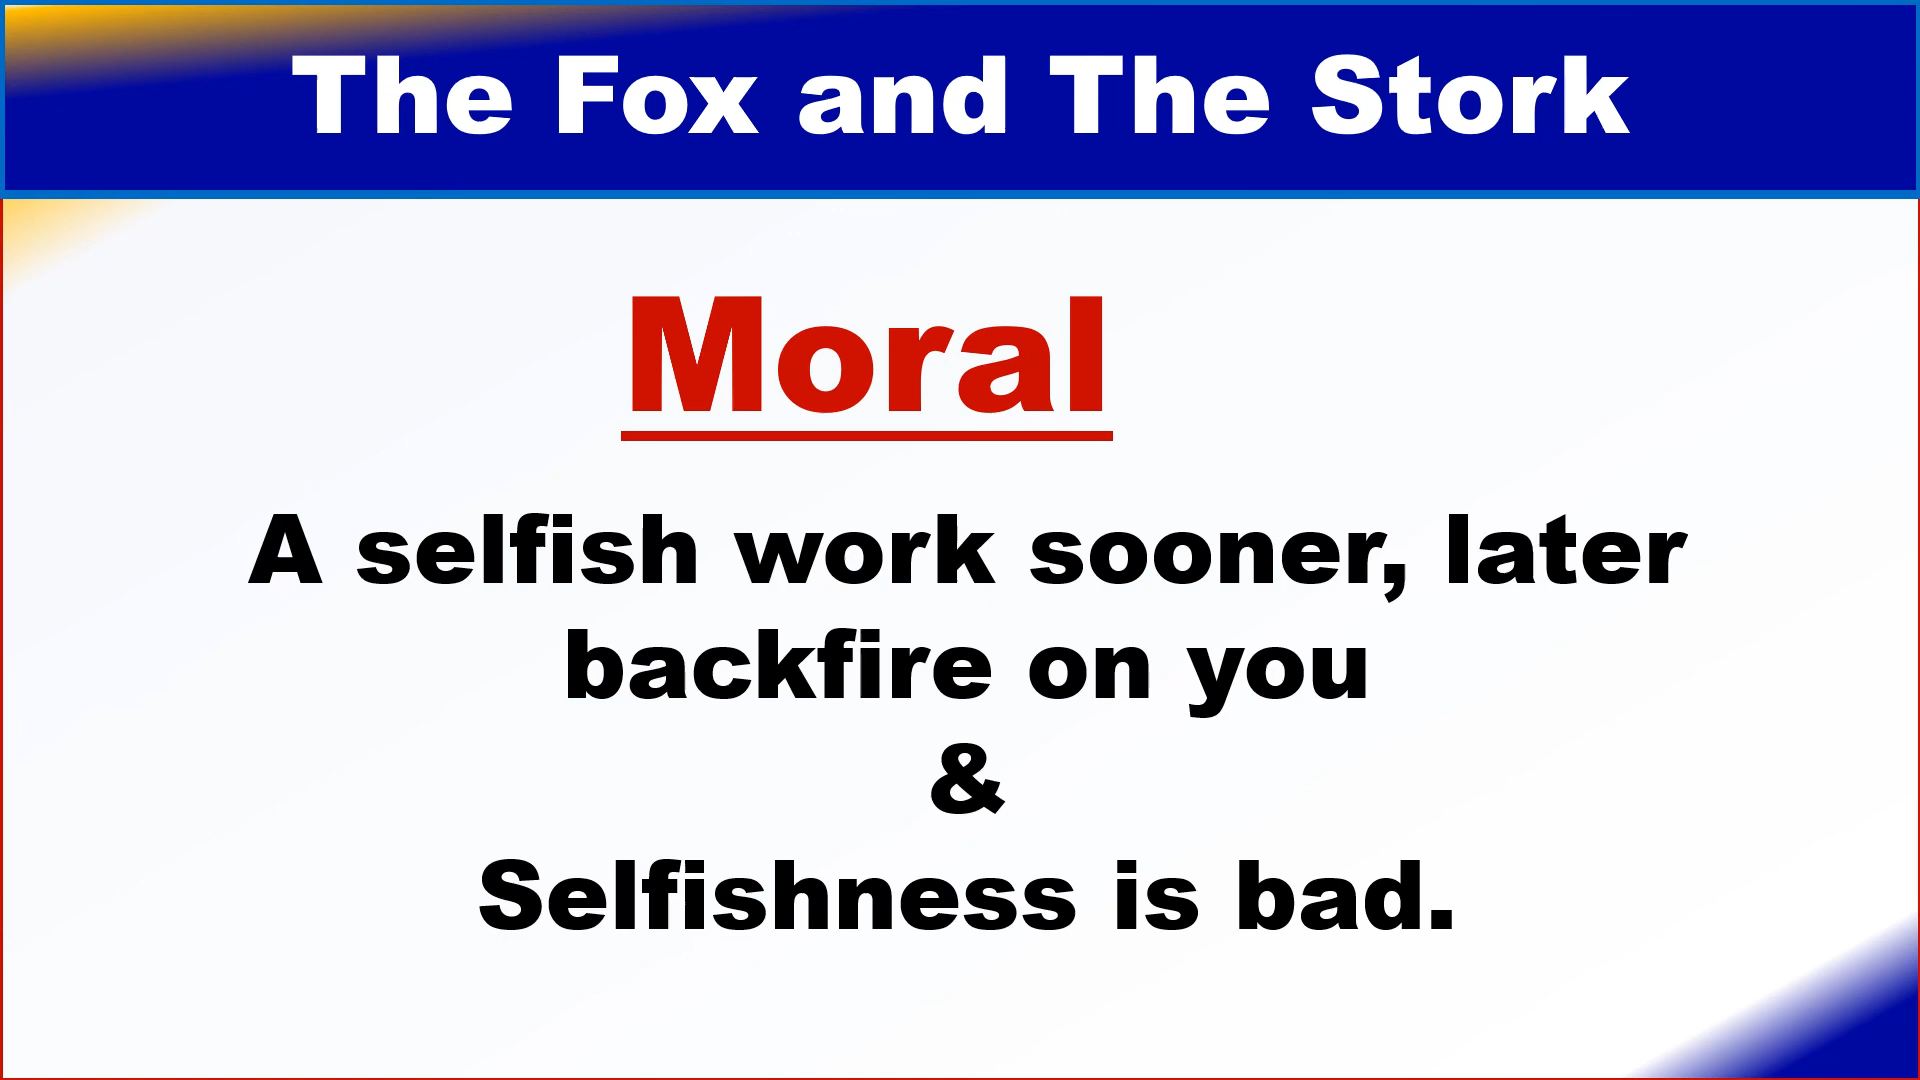 The Fox and The Stork
Moral
A selfish work sooner, later
backfire on you
&
Selfishness is bad.